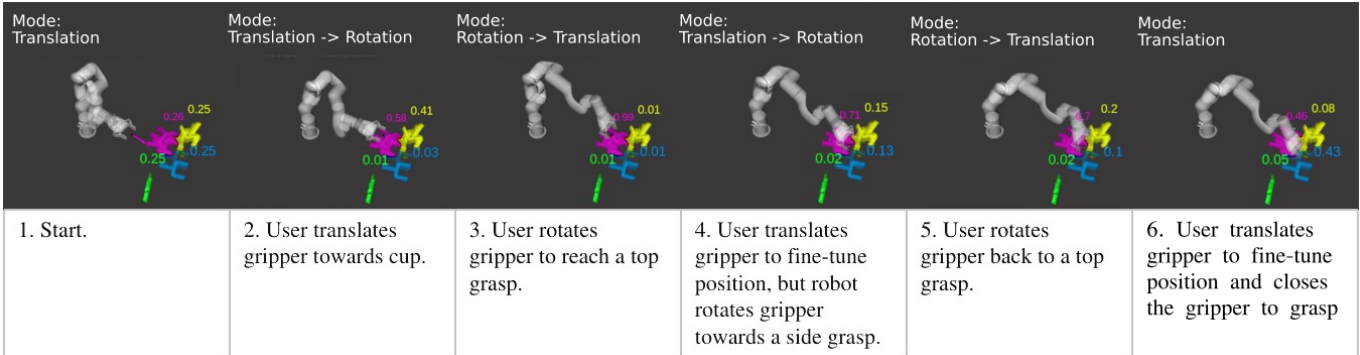 Mode:
Translation
0.26
0.25
0.25
0.25
1. Start.
Mode:
Translation -> Rotation
0.58
0.41
0.01
0.03
2. User translates
gripper towards cup.
Mode:
Rotation -> Translation
0.99
0.01
0.01
0.01
3. User rotates
gripper to reach a top
grasp.
Mode:
Translation -> Rotation
0.71
0.15
0.02
0.13
4. User translates
gripper to fine-tune
position, but robot
rotates gripper
towards a side grasp.
Mode:
Rotation -> Translation
0.2
0.02
0.1
5. User rotates
gripper back to a top
grasp.
Mode:
Translation
0.46
0.08
0.05
0.43
6. User translates
gripper to fine-tune
position and closes
the gripper to grasp